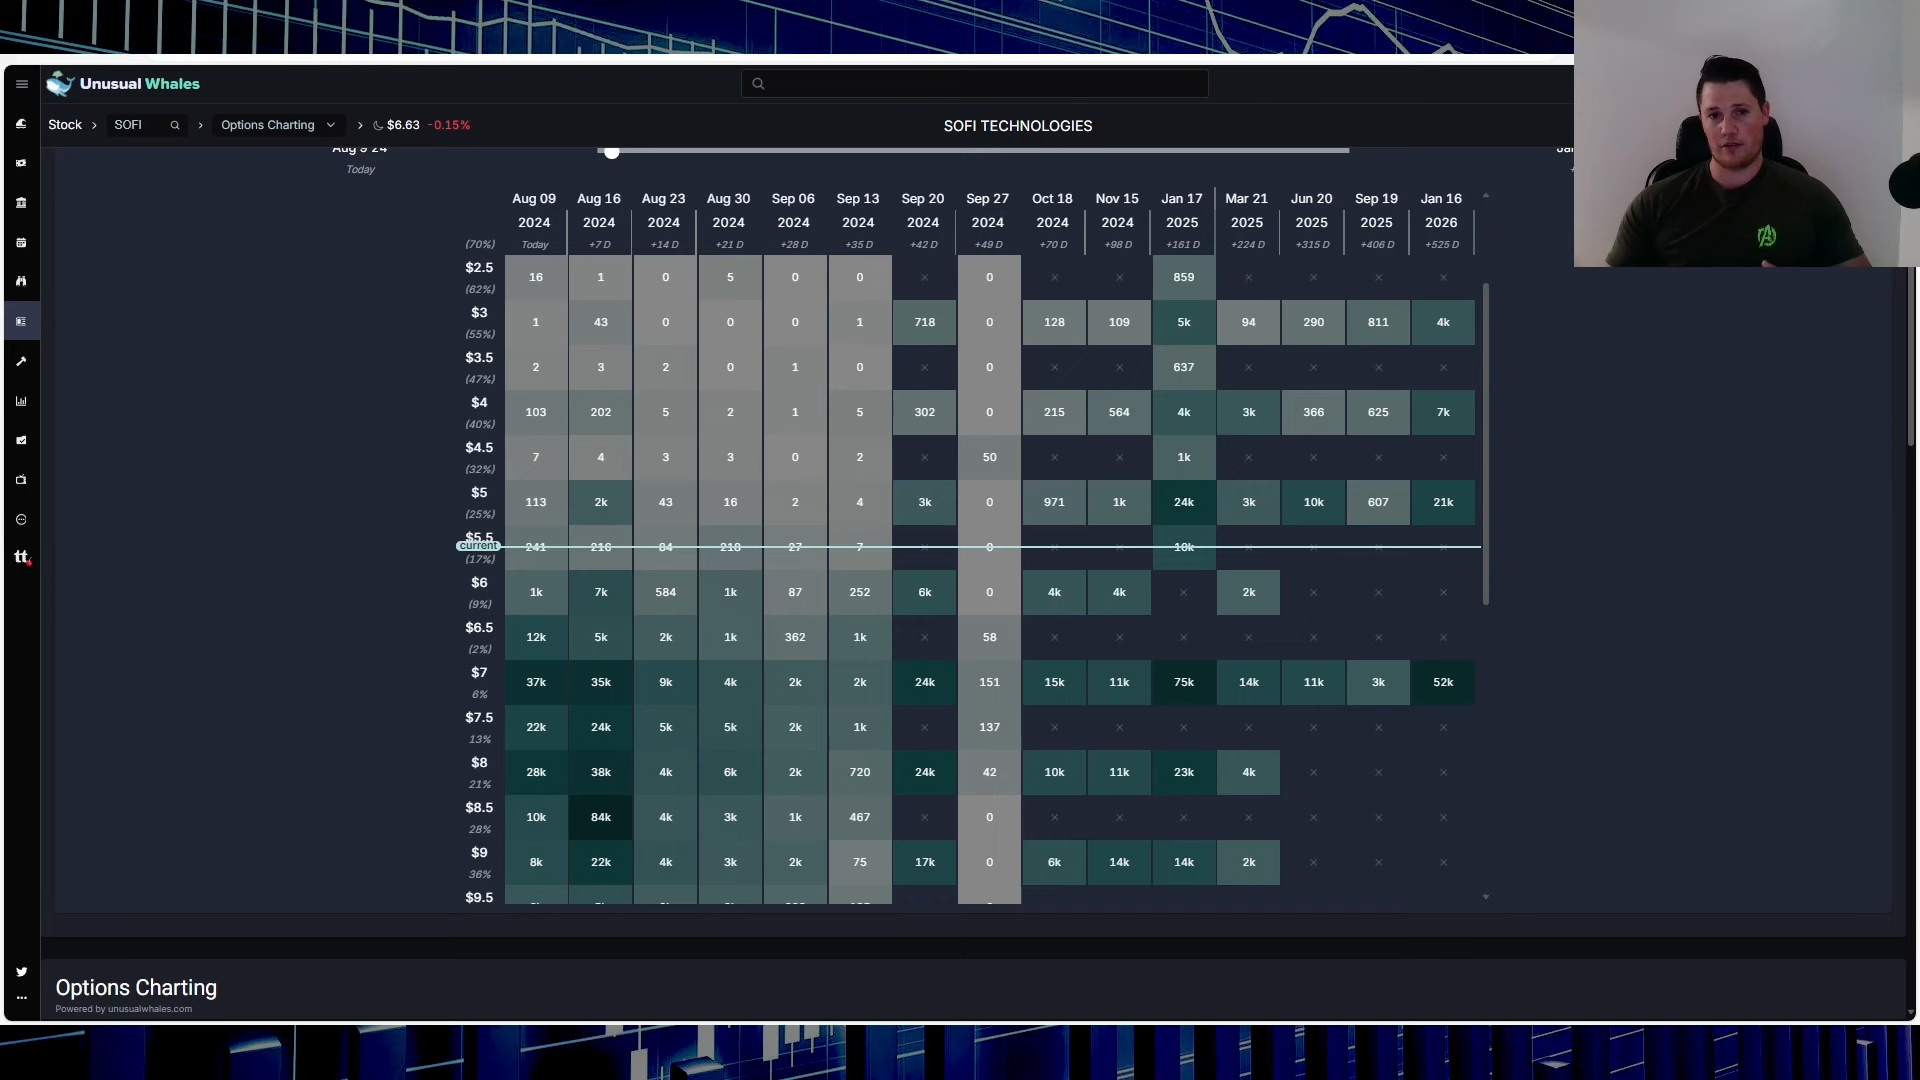 Unusual Whales
Stock > SOFI > Options Charting > $6.63 -0.15%
SOFI TECHNOLOGIES
Aug 9 24
Today
Aug 09 Aug 16 Aug 23 Aug 30 Sep 06 Sep 13 Sep 20 Sep 27 Oct 18 Nov 15 Jan 17 Mar 21 Jun 20 Sep 19 Jan 16
2024 2024 2024 2024 2024 2024 2024 2024 2024 2024 2025 2025 2025 2025 2026
(70%) Today +7 D +14 D +21 D +28 D +35 D +42 D +49 D +70 D +98 D +161 D +224 D +315 D +406 D +525 D
$2.5 16 1 0 5 0 0 × 0 × × 859 × × × ×
(62%)
$3 1 43 0 0 0 1 718 0 128 109 5k 94 290 811 4k
(55%)
$3.5 2 3 2 0 1 0 × 0 × × 637 × × × ×
(47%)
$4 103 202 5 2 1 5 302 0 215 564 4k 3k 366 625 7k
(40%)
$4.5 7 4 3 3 0 2 × 50 × × 1k × × × ×
(32%)
$5 113 2k 43 16 2 4 3k 0 971 1k 24k 3k 10k 607 21k
(25%)
$5.5
current 241 216 84 218 27 7 × 0 × × 10k × × × ×
(17%)
$6 1k 7k 584 1k 87 252 6k 0 4k 4k × 2k × × ×
(9%)
$6.5 12k 5k 2k 1k 362 1k × 58 × × × × × × ×
(2%)
$7 37k 35k 9k 4k 2k 2k 24k 151 15k 11k 75k 14k 11k 3k 52k
6%
$7.5 22k 24k 5k 5k 2k 1k × 137 × × × × × × ×
13%
$8 28k 38k 4k 6k 2k 720 24k 42 10k 11k 23k 4k × × ×
21%
$8.5 10k 84k 4k 3k 1k 467 × 0 × × × × × × ×
28%
$9 8k 22k 4k 3k 2k 75 17k 0 6k 14k 14k 2k × × ×
36%
$9.5
tt
Options Charting
Powered by unusualwhales.com